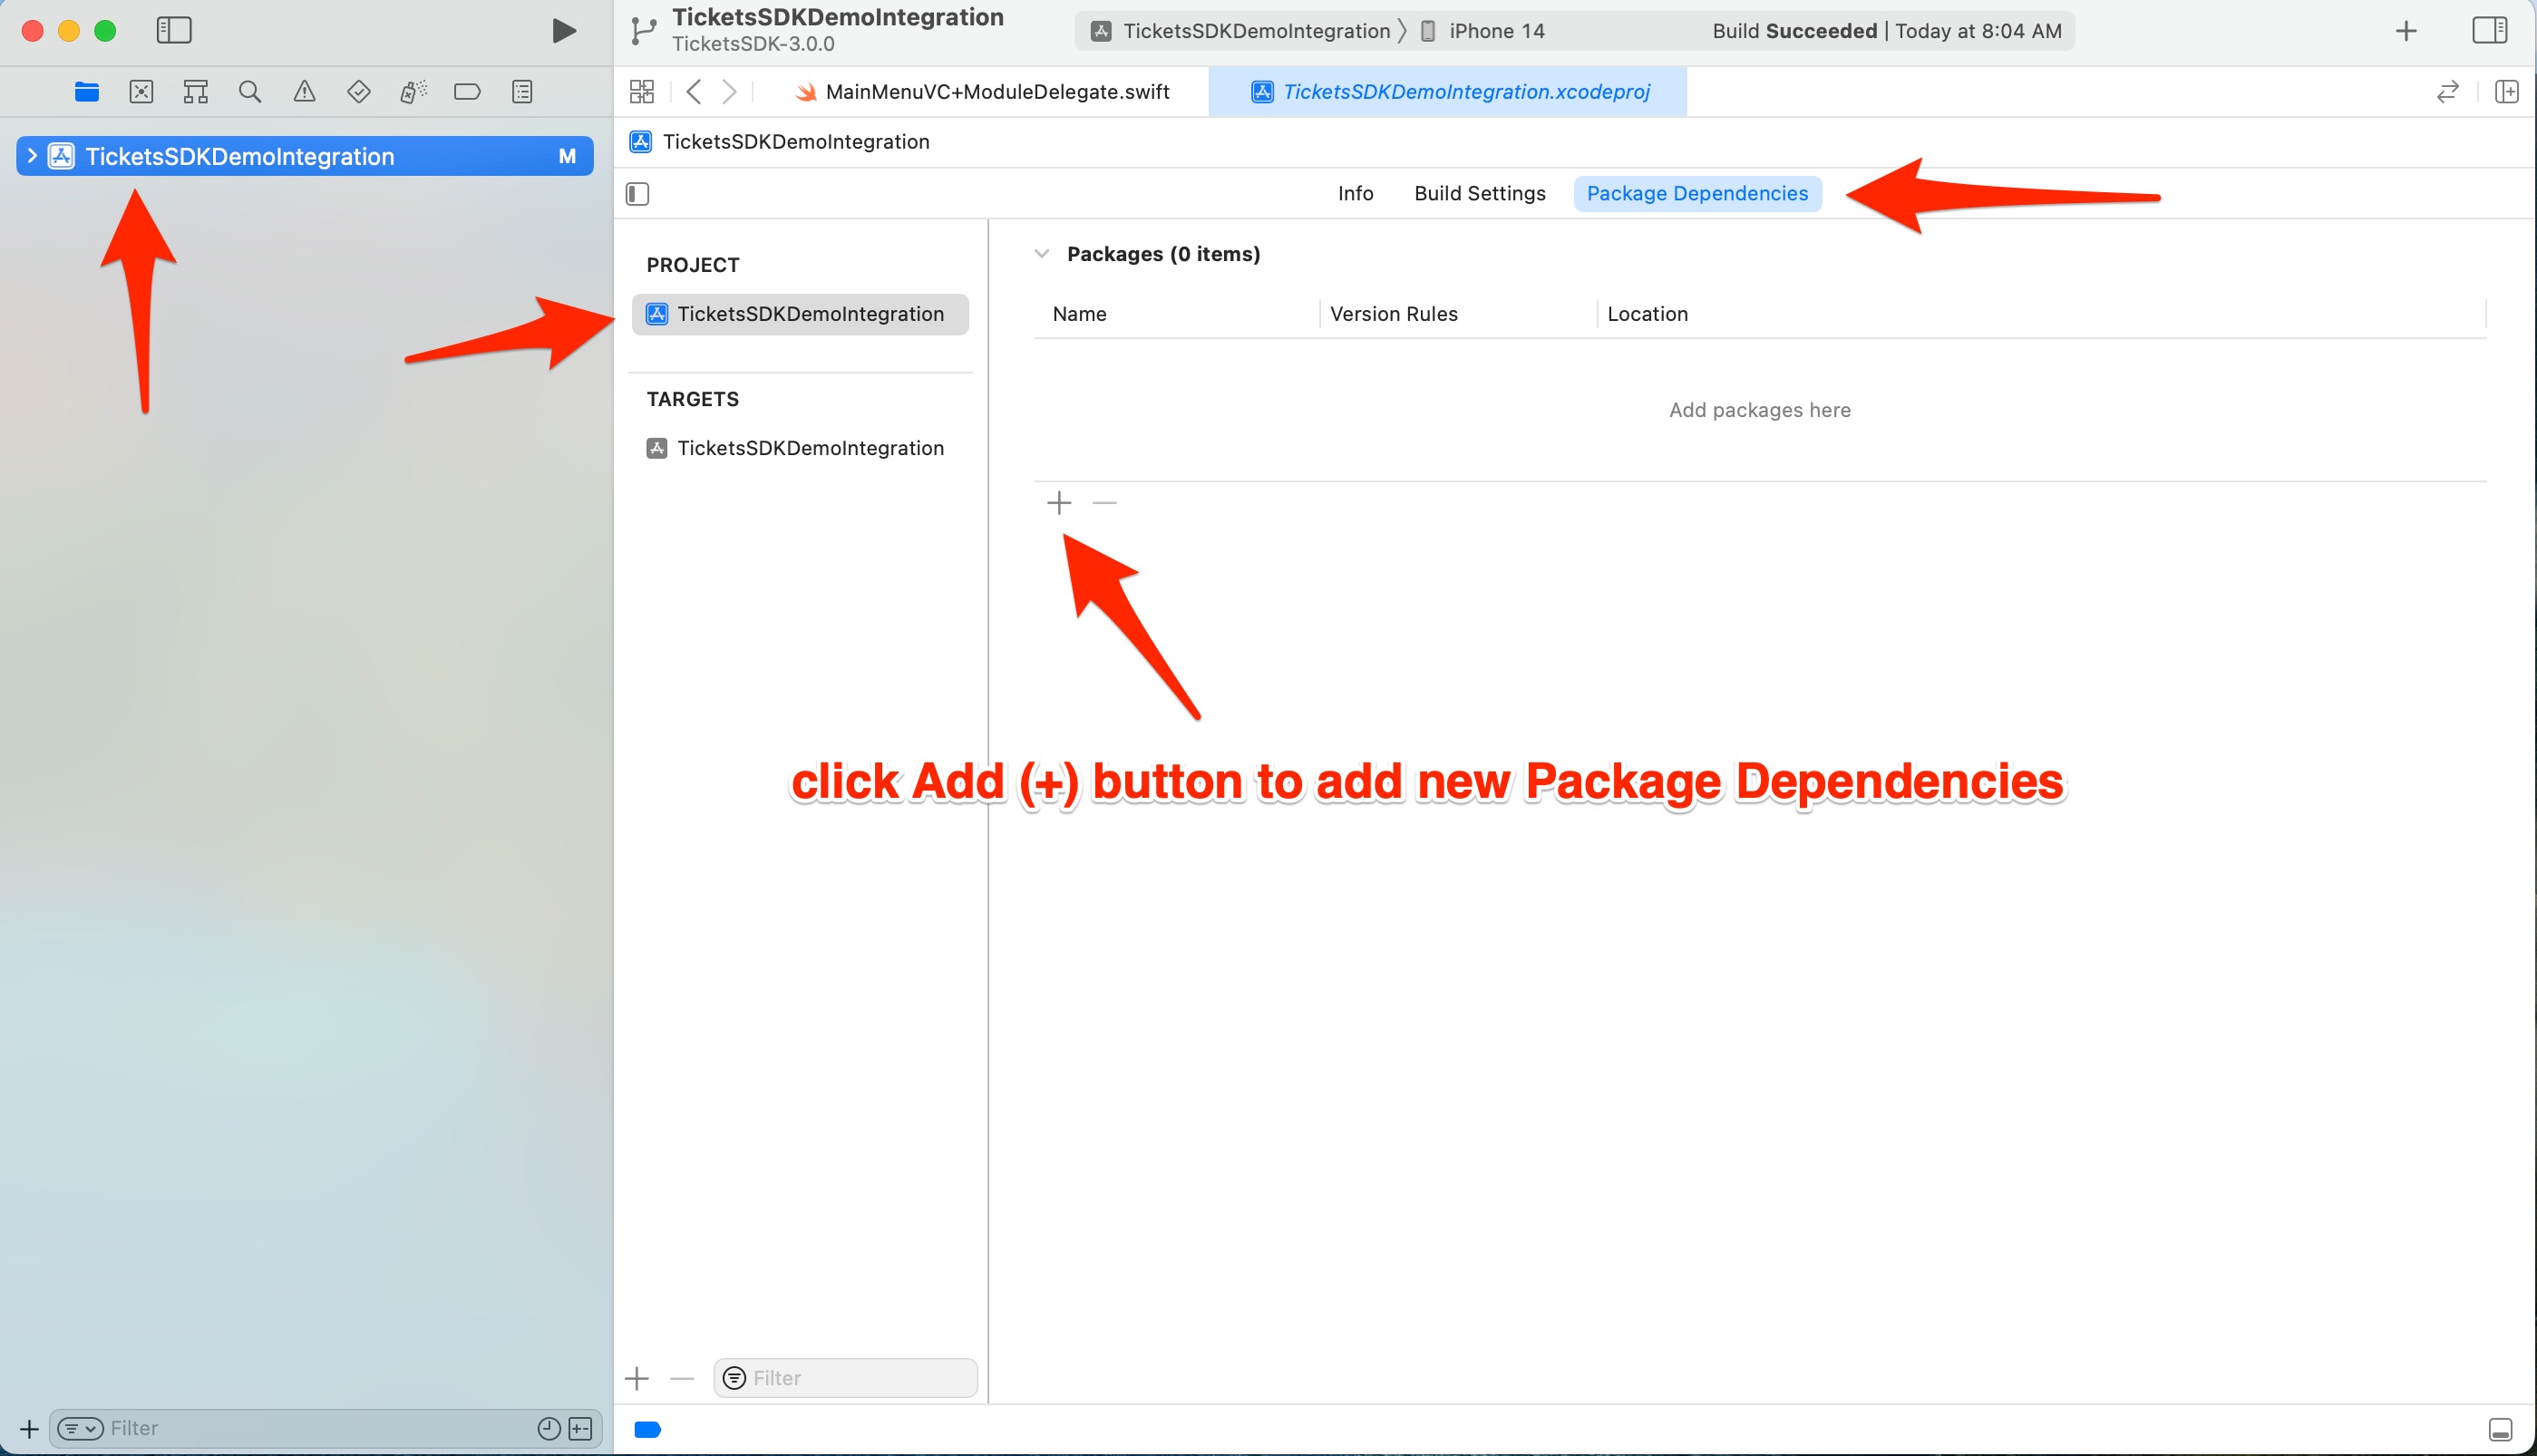 TicketsSDKDemoIntegration
TicketsSDK-3.0.0
TicketsSDKDemoIntegration
iPhone 14
Build Succeeded | Today at 8:04 AM
MainMenuVC+ModuleDelegate.swift
TicketsSDKDemoIntegration.xcodeproj
TicketsSDKDemoIntegration M
TicketsSDKDemoIntegration
Info
Build Settings
Package Dependencies
PROJECT
TicketsSDKDemoIntegration
TARGETS
TicketsSDKDemoIntegration
Packages (0 items)
Name
Version Rules
Location
Add packages here
click Add (+) button to add new Package Dependencies
Filter
Filter